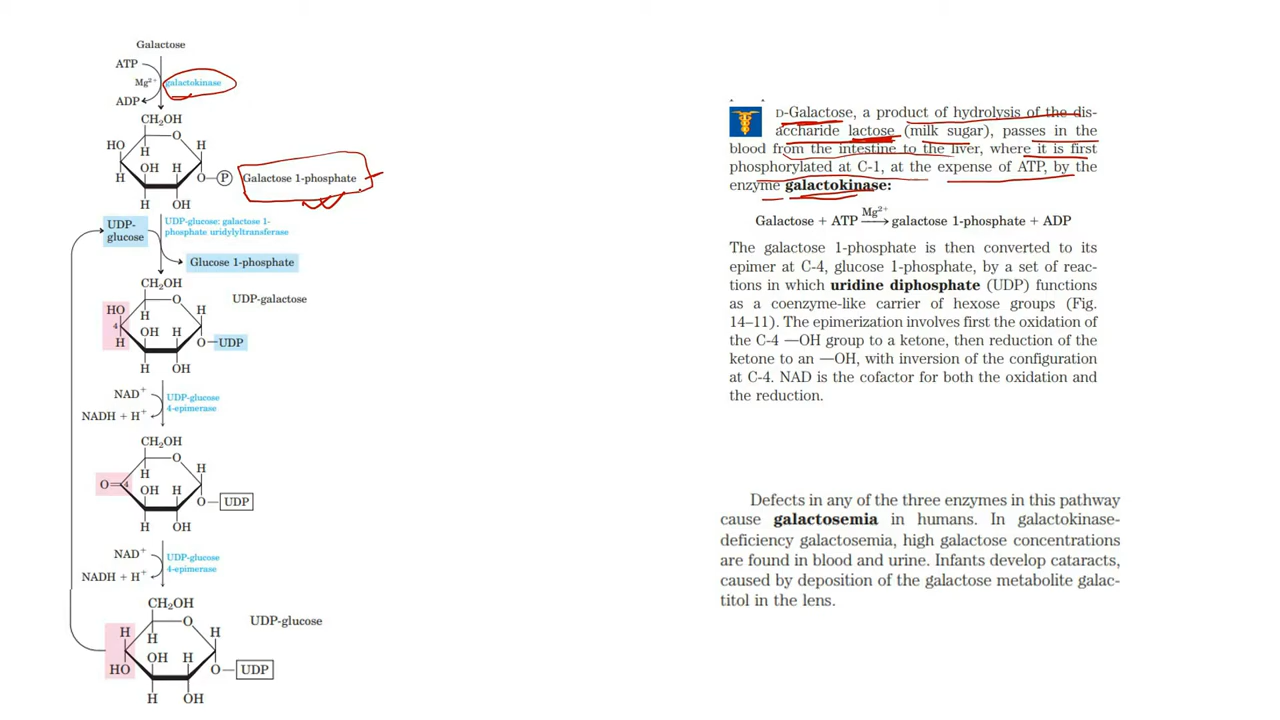 Galactose
ATP
Mg2+
galactokinase
ADP
CH2OH
O
HO
H
H
OH
H
H
O
P
H
OH
Galactose 1-phosphate
UDP-
glucose
UDP-glucose: galactose 1-
phosphate uridylyltransferase
Glucose 1-phosphate
CH2OH
O
UDP-galactose
HO
H
H
4
OH
H
H
O
UDP
H
OH
NAD+
UDP-glucose
4-epimerase
NADH + H+
CH2OH
O
H
H
O
4
OH
H
O
UDP
H
OH
NAD+
UDP-glucose
4-epimerase
NADH + H+
CH2OH
O
UDP-glucose
H
H
H
OH
H
HO
O
UDP
H
OH
D-Galactose, a product of hydrolysis of the dis-
accharide lactose (milk sugar), passes in the
blood from the intestine to the liver, where it is first
phosphorylated at C-1, at the expense of ATP, by the
enzyme galactokinase:
Galactose + ATP Mg2+ → galactose 1-phosphate + ADP
The galactose 1-phosphate is then converted to its
epimer at C-4, glucose 1-phosphate, by a set of reac-
tions in which uridine diphosphate (UDP) functions
as a coenzyme-like carrier of hexose groups (Fig.
14–11). The epimerization involves first the oxidation of
the C-4 —OH group to a ketone, then reduction of the
ketone to an —OH, with inversion of the configuration
at C-4. NAD is the cofactor for both the oxidation and
the reduction.
Defects in any of the three enzymes in this pathway
cause galactosemia in humans. In galactokinase-
deficiency galactosemia, high galactose concentrations
are found in blood and urine. Infants develop cataracts,
caused by deposition of the galactose metabolite galac-
titol in the lens.